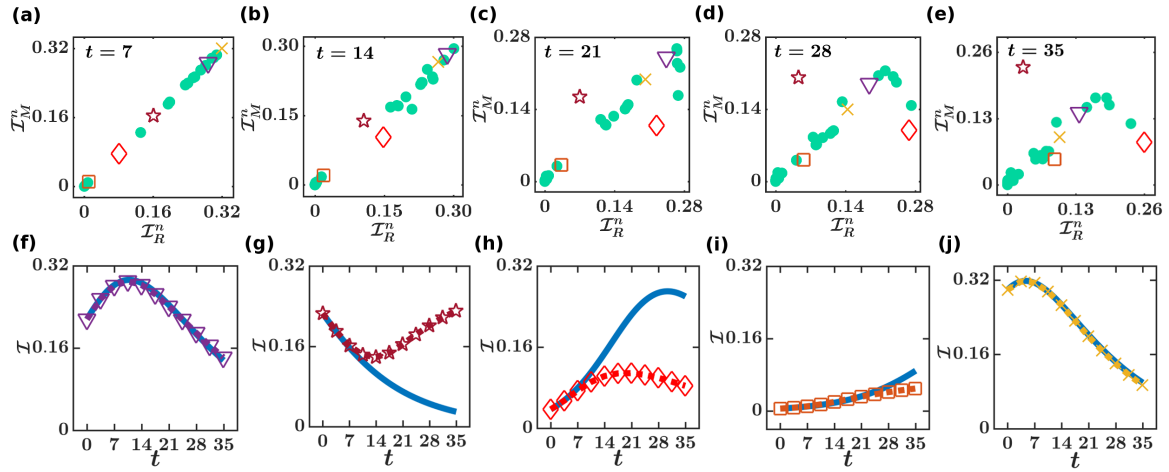 (a) (b) (c) (d) (e)
t = 7
0.32
0.16
0
0 0.16 0.32
ℐ_M^n
ℐ_R^n
t = 14
0.30
0.15
0
0 0.15 0.30
ℐ_M^n
ℐ_R^n
t = 21
0.28
0.14
0
0 0.14 0.28
ℐ_M^n
ℐ_R^n
t = 28
0.28
0.14
0
0 0.14 0.28
ℐ_M^n
ℐ_R^n
t = 35
0.26
0.13
0
0 0.13 0.26
ℐ_M^n
ℐ_R^n
(f) (g) (h) (i) (j)
0.32
0.16
0
0 7 14 21 28 35
ℐ
t
0.32
0.16
0
0 7 14 21 28 35
ℐ
t
0.32
0.16
0
0 7 14 21 28 35
ℐ
t
0.32
0.16
0
0 7 14 21 28 35
ℐ
t
0.32
0.16
0
0 7 14 21 28 35
ℐ
t